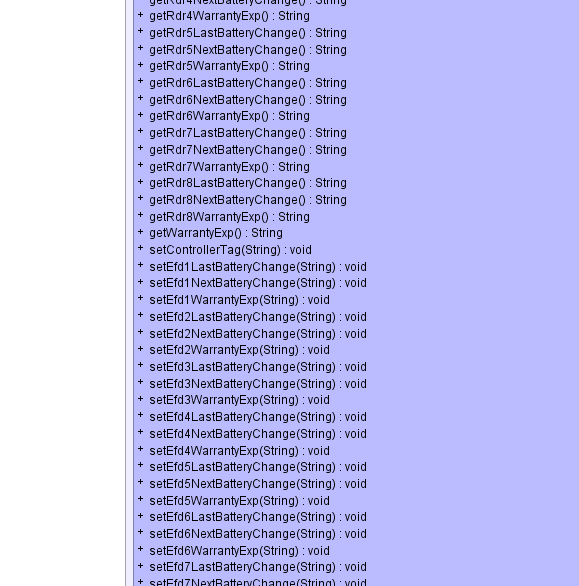 getRdr4NextBatteryChange() : String
+ getRdr4WarrantyExp() : String
+ getRdr5LastBatteryChange() : String
+ getRdr5NextBatteryChange() : String
+ getRdr5WarrantyExp() : String
+ getRdr6LastBatteryChange() : String
+ getRdr6NextBatteryChange() : String
+ getRdr6WarrantyExp() : String
+ getRdr7LastBatteryChange() : String
+ getRdr7NextBatteryChange() : String
+ getRdr7WarrantyExp() : String
+ getRdr8LastBatteryChange() : String
+ getRdr8NextBatteryChange() : String
+ getRdr8WarrantyExp() : String
+ getWarrantyExp() : String
+ setControllerTag(String) : void
+ setEfd1LastBatteryChange(String) : void
+ setEfd1NextBatteryChange(String) : void
+ setEfd1WarrantyExp(String) : void
+ setEfd2LastBatteryChange(String) : void
+ setEfd2NextBatteryChange(String) : void
+ setEfd2WarrantyExp(String) : void
+ setEfd3LastBatteryChange(String) : void
+ setEfd3NextBatteryChange(String) : void
+ setEfd3WarrantyExp(String) : void
+ setEfd4LastBatteryChange(String) : void
+ setEfd4NextBatteryChange(String) : void
+ setEfd4WarrantyExp(String) : void
+ setEfd5LastBatteryChange(String) : void
+ setEfd5NextBatteryChange(String) : void
+ setEfd5WarrantyExp(String) : void
+ setEfd6LastBatteryChange(String) : void
+ setEfd6NextBatteryChange(String) : void
+ setEfd6WarrantyExp(String) : void
+ setEfd7LastBatteryChange(String) : void
+ setEfd7NextBatteryChange(String) : void